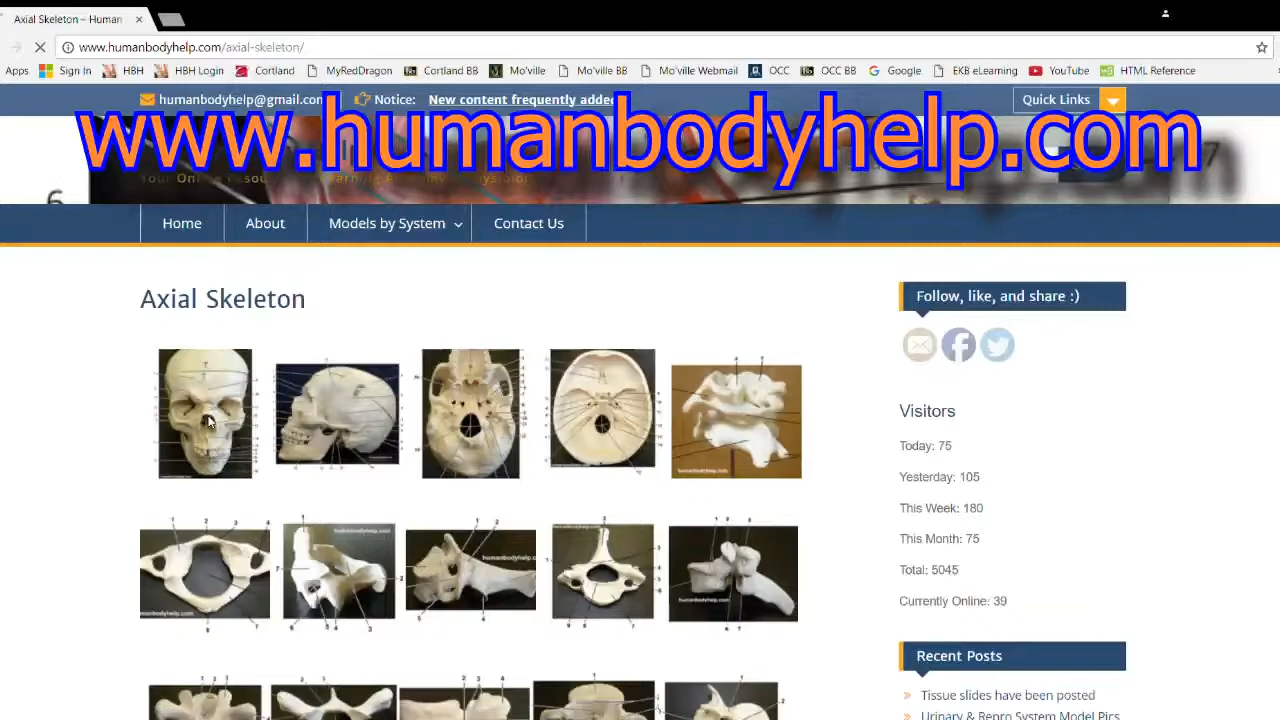 Axial Skeleton – Human
www.humanbodyhelp.com/axial-skeleton/
Apps Sign In HBH HBH Login Cortland MyRedDragon Cortland BB Mo'ville Mo'ville BB Mo'ville Webmail OCC OCC BB Google EKB eLearning YouTube HTML Reference
humanbodyhelp@gmail.com Notice: New content frequently added Quick Links
www.humanbodyhelp.com
Home About Models by System Contact Us
Axial Skeleton
Follow, like, and share :)
Visitors
Today: 75
Yesterday: 105
This Week: 180
This Month: 75
Total: 5045
Currently Online: 39
Recent Posts
Tissue slides have been posted
Urinary & Repro System Model Pics